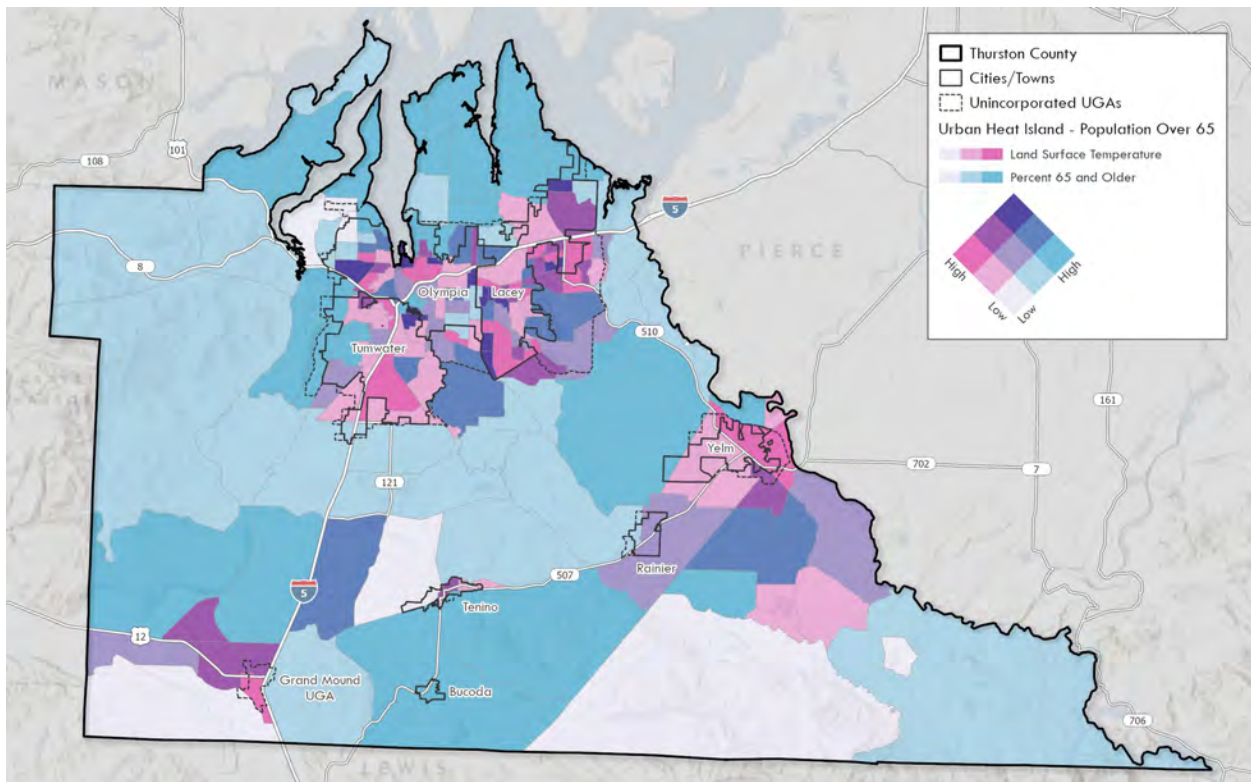 MASON
108
101
8
5
PIERCE
Olympia
Lacey
Tumwater
510
161
Yelm
702
7
121
Rainier
507
5
Tenino
12
Grand Mound
UGA
Bucoda
706
LEWIS
Thurston County
Cities/Towns
Unincorporated UGAs
Urban Heat Island - Population Over 65
Land Surface Temperature
Percent 65 and Older
High
High
Low
Low